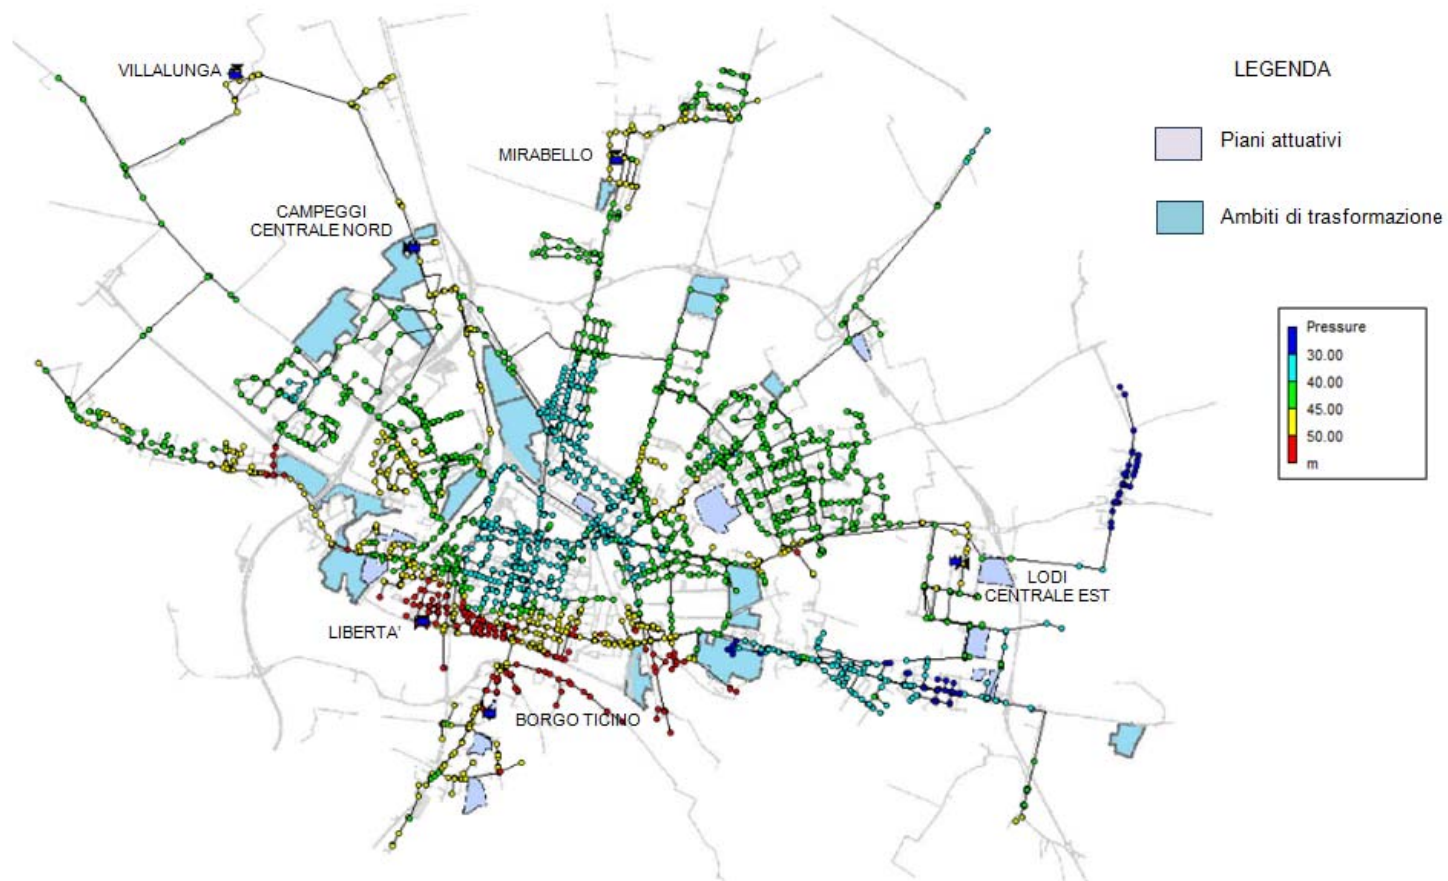 VILLALUNGA
MIRABELLO
CAMPEGGI
CENTRALE NORD
LIBERTA'
BORGO TICINO
LODI
CENTRALE EST
LEGENDA
Piani attuativi
Ambiti di trasformazione
Pressure
30.00
40.00
45.00
50.00
m